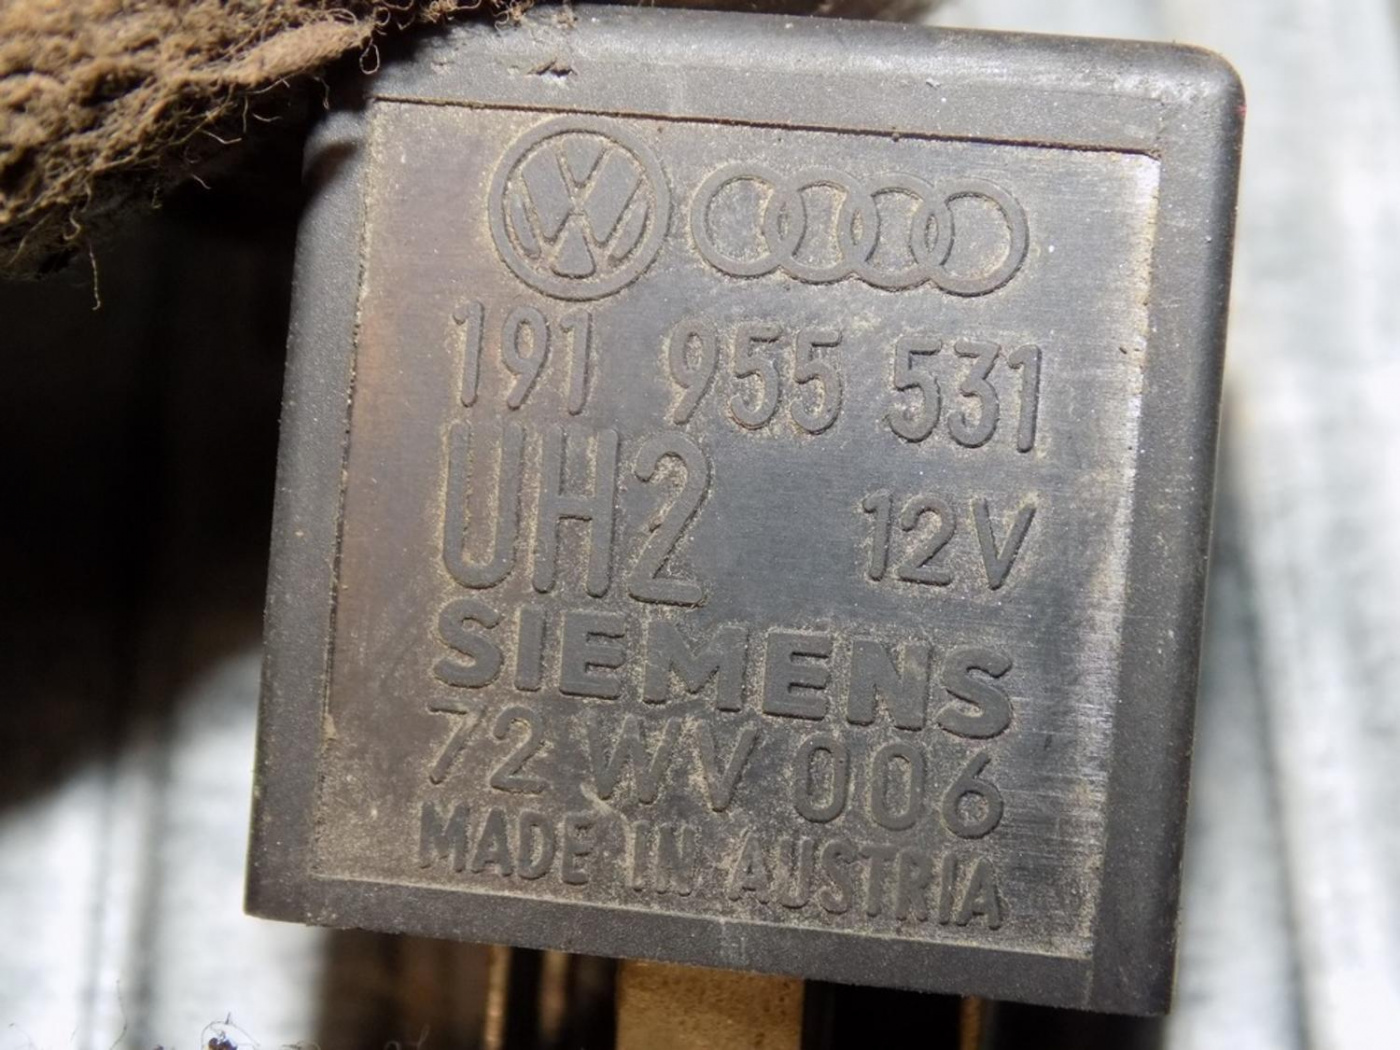 191 955 531
UH2 12V
SIEMENS
72 WV 006
MADE IN AUSTRIA